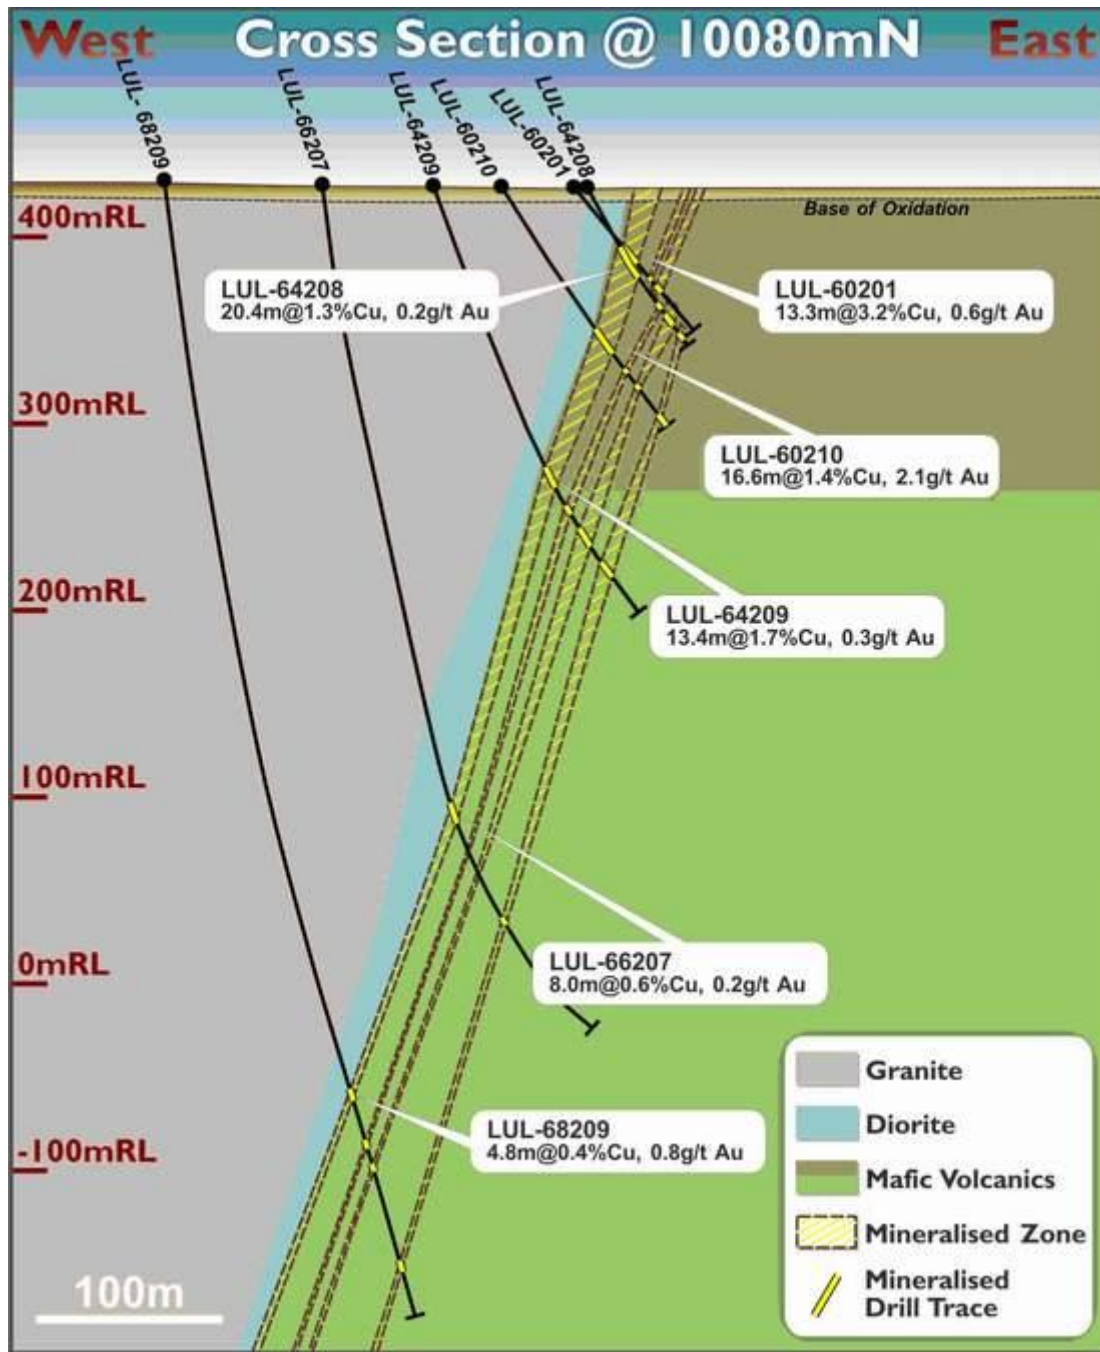 West Cross Section @ 10080mN East
LUL- 68209
LUL-66207
LUL-64209
LUL-60210
LUL-60201
LUL-64208
400mRL
Base of Oxidation
LUL-64208
20.4m@1.3%Cu, 0.2g/t Au
LUL-60201
13.3m@3.2%Cu, 0.6g/t Au
300mRL
LUL-60210
16.6m@1.4%Cu, 2.1g/t Au
200mRL
LUL-64209
13.4m@1.7%Cu, 0.3g/t Au
100mRL
0mRL
LUL-66207
8.0m@0.6%Cu, 0.2g/t Au
-100mRL
LUL-68209
4.8m@0.4%Cu, 0.8g/t Au
100m
Granite
Diorite
Mafic Volcanics
Mineralised Zone
Mineralised
Drill Trace